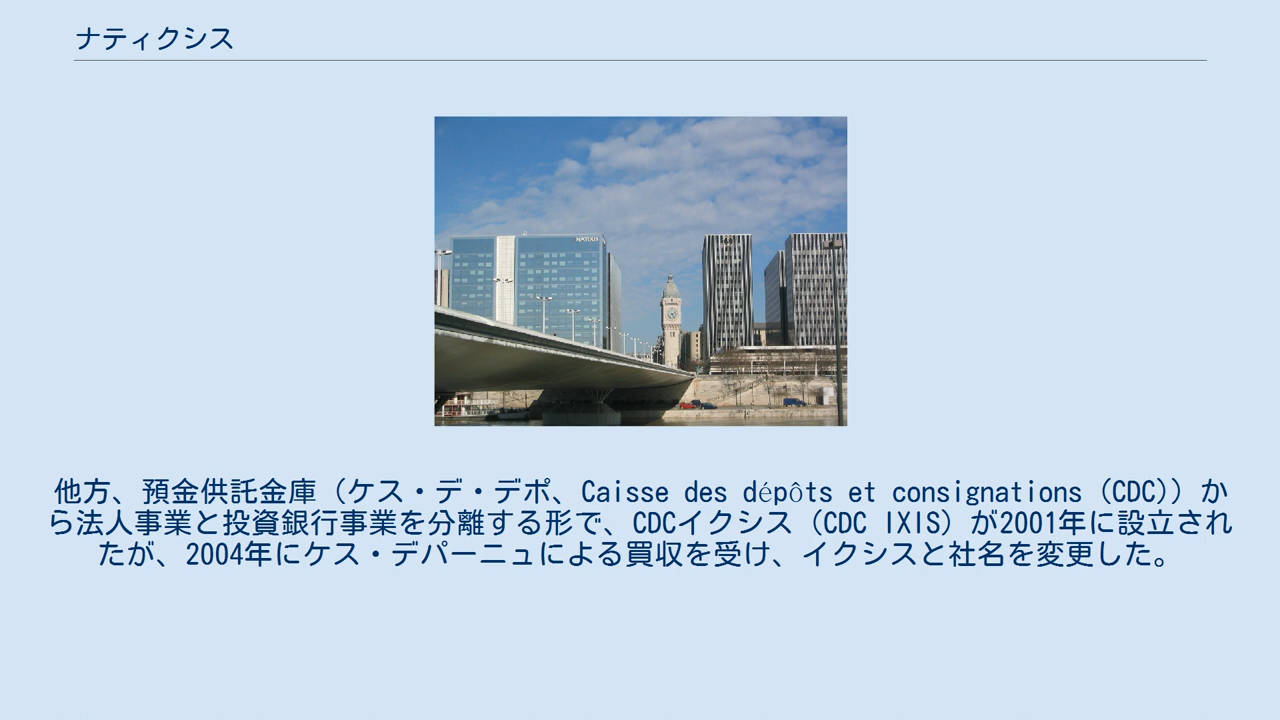 ナティクシス
NATIXIS
他方、預金供託金庫（ケス・デ・デポ、Caisse des dépôts et consignations（CDC））か
ら法人事業と投資銀行事業を分離する形で、CDCイクシス（CDC IXIS）が2001年に設立され
たが、2004年にケス・デパーニュによる買収を受け、イクシスと社名を変更した。